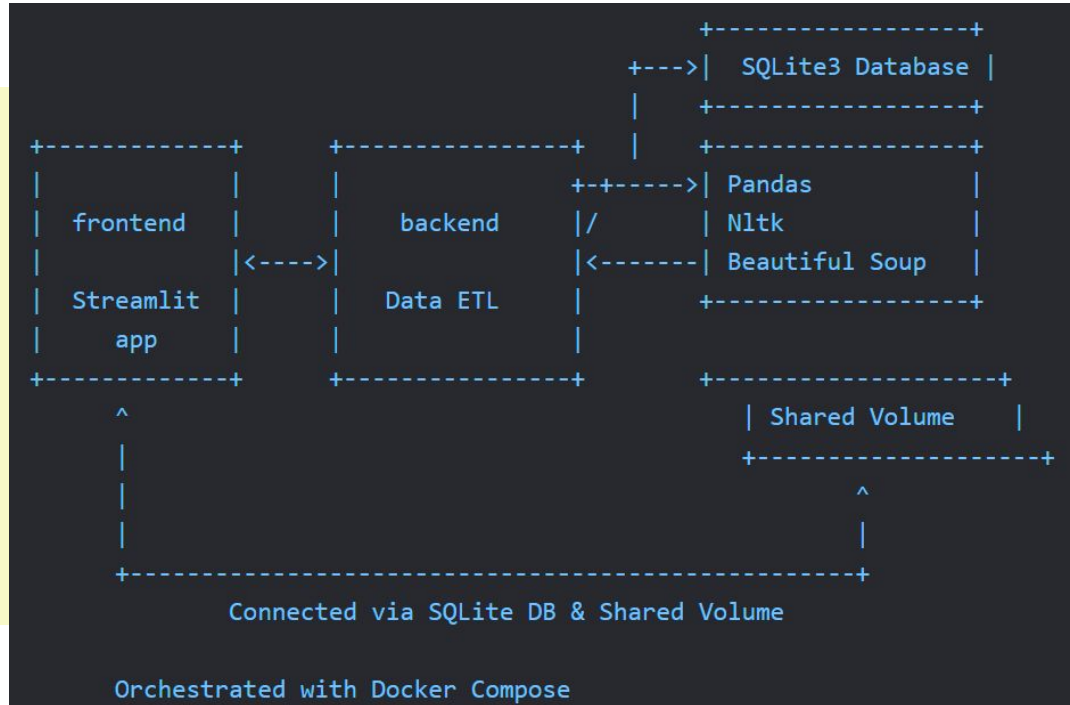 SQLite3 Database
frontend
Streamlit
app
backend
Data ETL
Pandas
Nltk
Beautiful Soup
Shared Volume
Connected via SQLite DB & Shared Volume
Orchestrated with Docker Compose